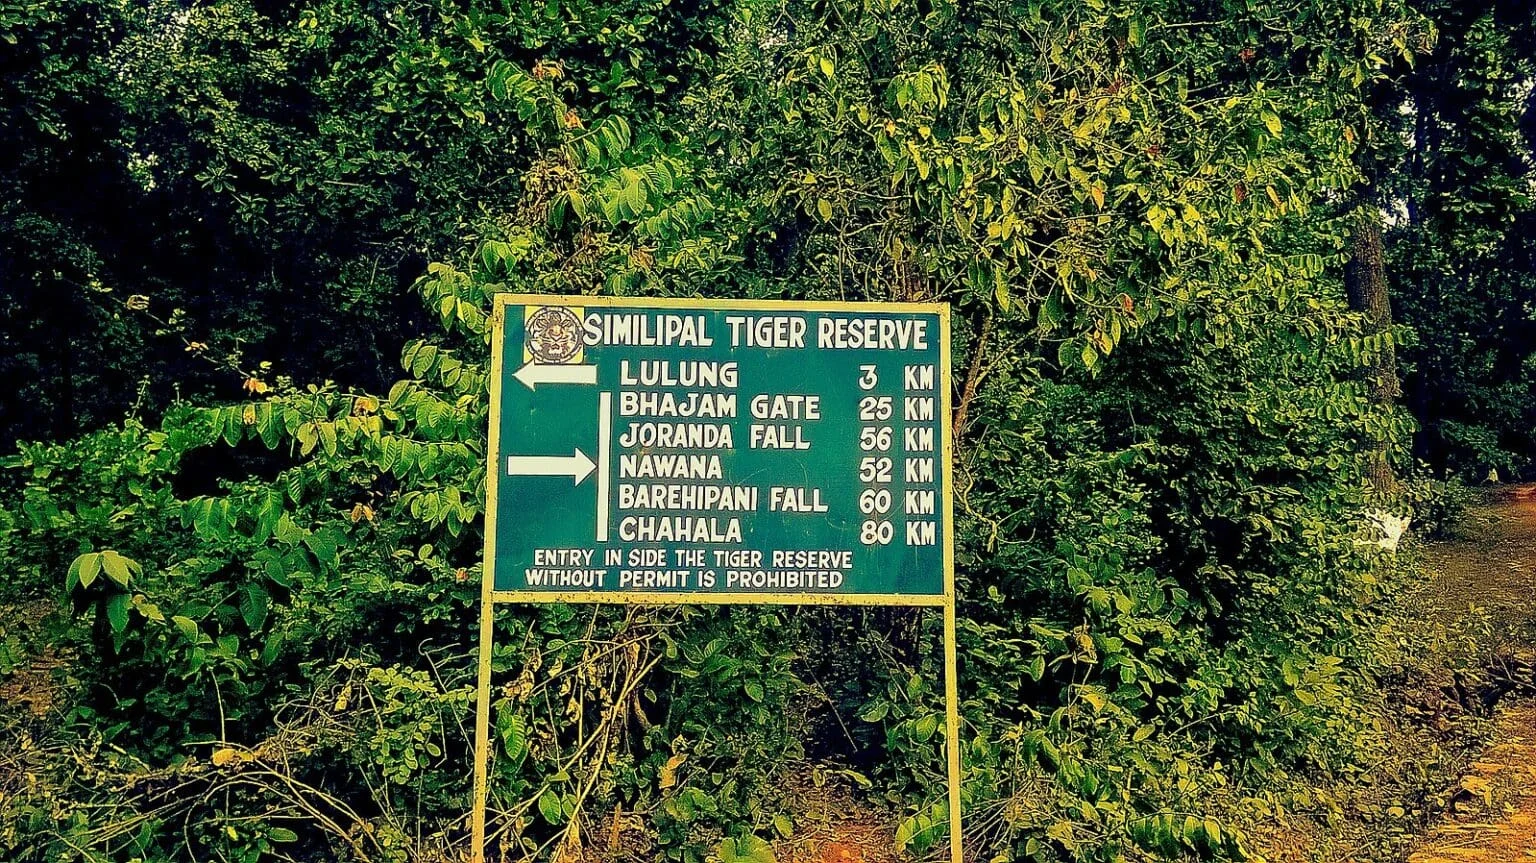 SIMILIPAL TIGER RESERVE
LULUNG 3 KM
BHAJAM GATE 25 KM
JORANDA FALL 56 KM
NAWANA 52 KM
BAREHIPANI FALL 60 KM
CHAHALA 80 KM
ENTRY IN SIDE THE TIGER RESERVE
WITHOUT PERMIT IS PROHIBITED